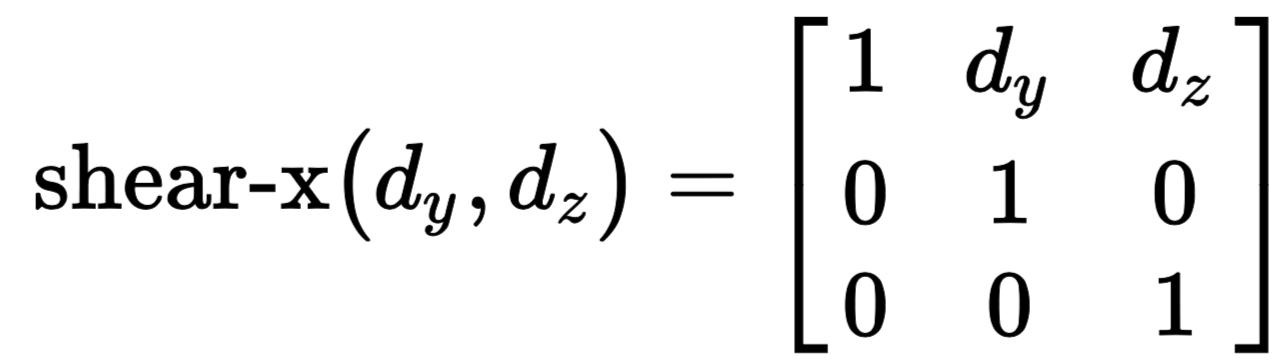 shear-x(d_y, d_z) = [1 d_y d_z
0 1 0
0 0 1]